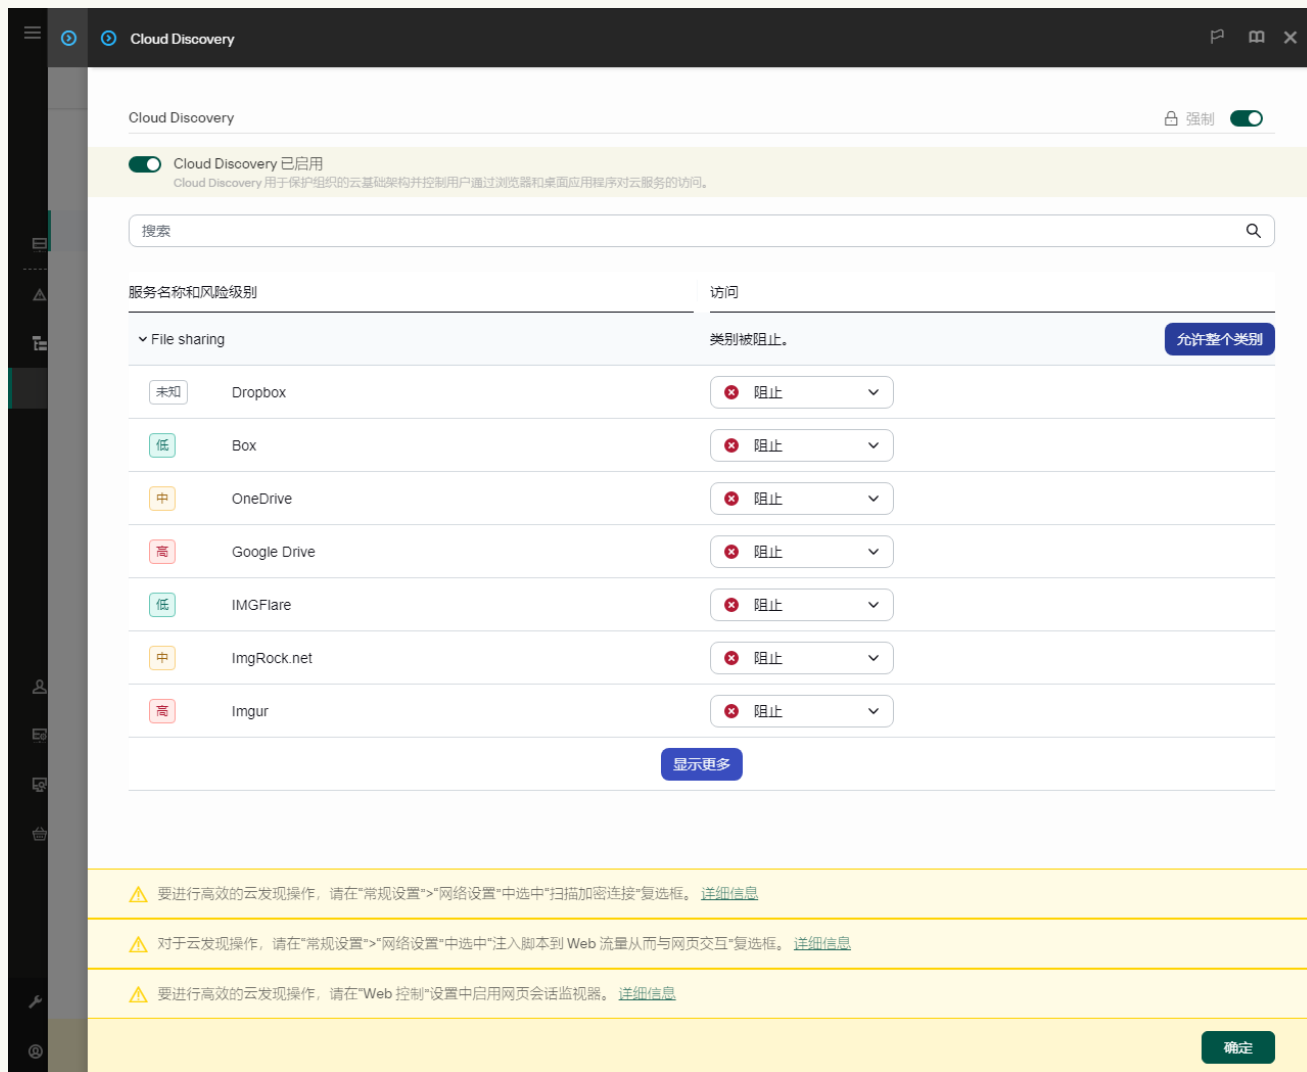 Cloud Discovery
Cloud Discovery
强制
Cloud Discovery 已启用
Cloud Discovery 用于保护组织的云基础架构并控制用户通过浏览器和桌面应用程序对云服务的访问。
搜索
服务名称和风险级别
访问
File sharing
类别被阻止。
允许整个类别
未知 Dropbox 阻止
低 Box 阻止
中 OneDrive 阻止
高 Google Drive 阻止
低 IMGFlare 阻止
中 ImgRock.net 阻止
高 Imgur 阻止
显示更多
要进行高效的云发现操作，请在"常规设置">"网络设置"中选中"扫描加密连接"复选框。 详细信息
对于云发现操作，请在"常规设置">"网络设置"中选中"注入脚本到 Web 流量从而与网页交互"复选框。 详细信息
要进行高效的云发现操作，请在"Web 控制"设置中启用网页会话监视器。 详细信息
确定